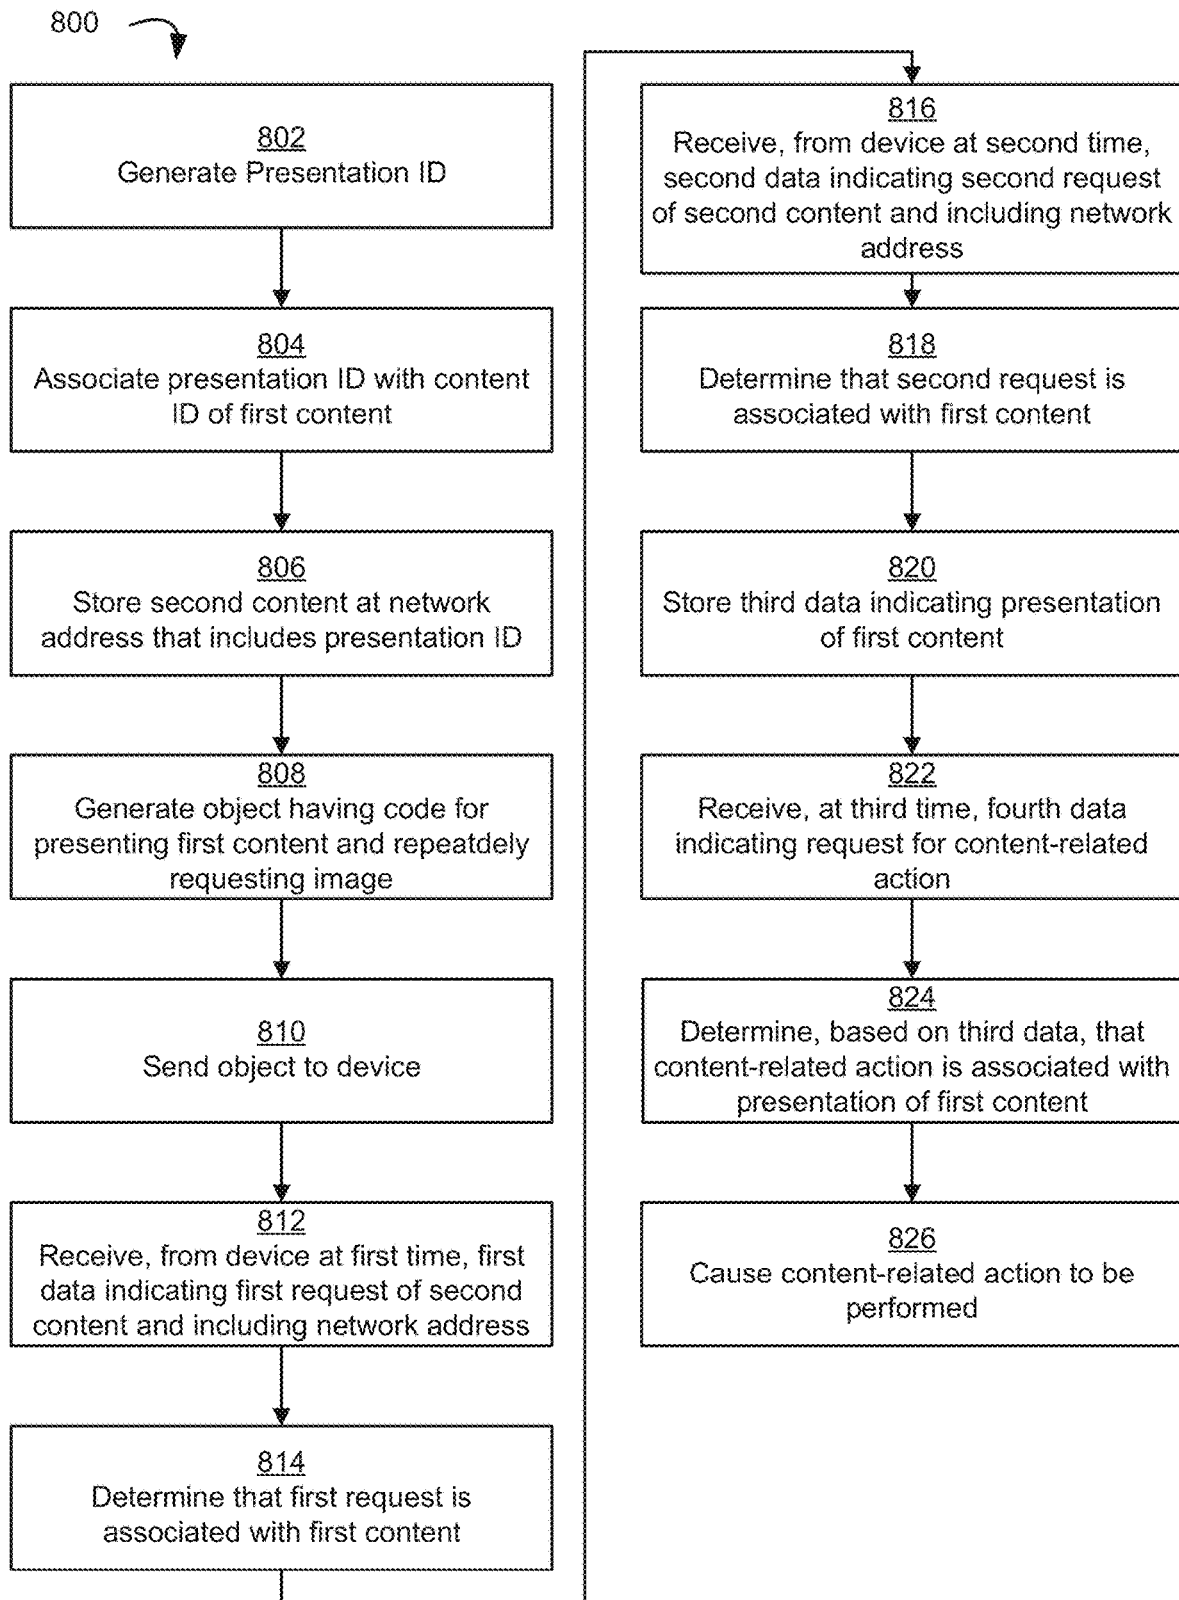 800
802
Generate Presentation ID
804
Associate presentation ID with content
ID of first content
806
Store second content at network
address that includes presentation ID
808
Generate object having code for
presenting first content and repeatdely
requesting image
810
Send object to device
812
Receive, from device at first time, first
data indicating first request of second
content and including network address
814
Determine that first request is
associated with first content
816
Receive, from device at second time,
second data indicating second request
of second content and including network
address
818
Determine that second request is
associated with first content
820
Store third data indicating presentation
of first content
822
Receive, at third time, fourth data
indicating request for content-related
action
824
Determine, based on third data, that
content-related action is associated with
presentation of first content
826
Cause content-related action to be
performed